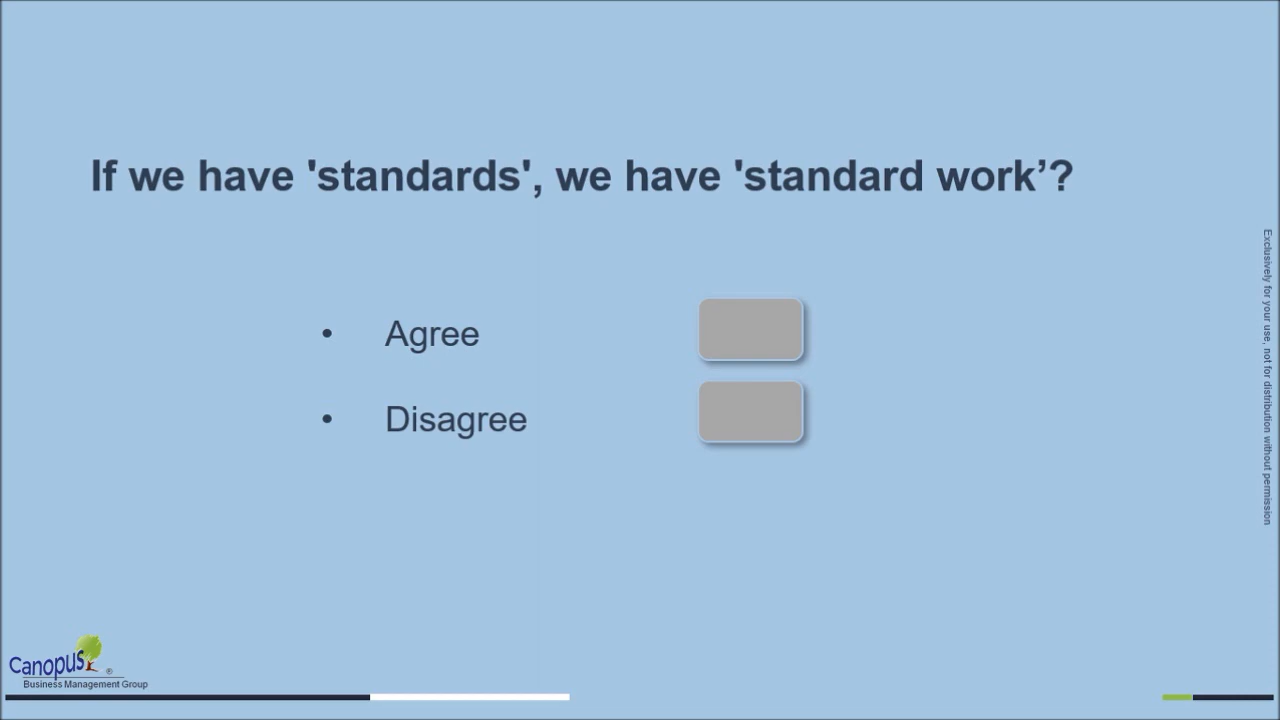 If we have 'standards', we have 'standard work’?
• Agree
• Disagree
Exclusively for your use, not for distribution without permission
Canopus ®
Business Management Group